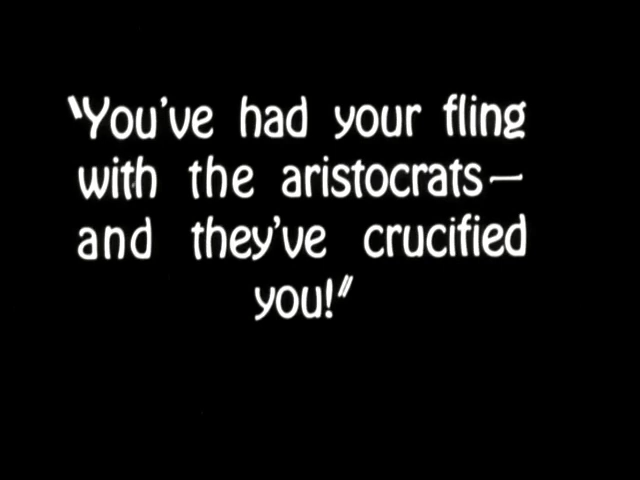 "You've had your fling
with the aristocrats—
and they've crucified
you!"